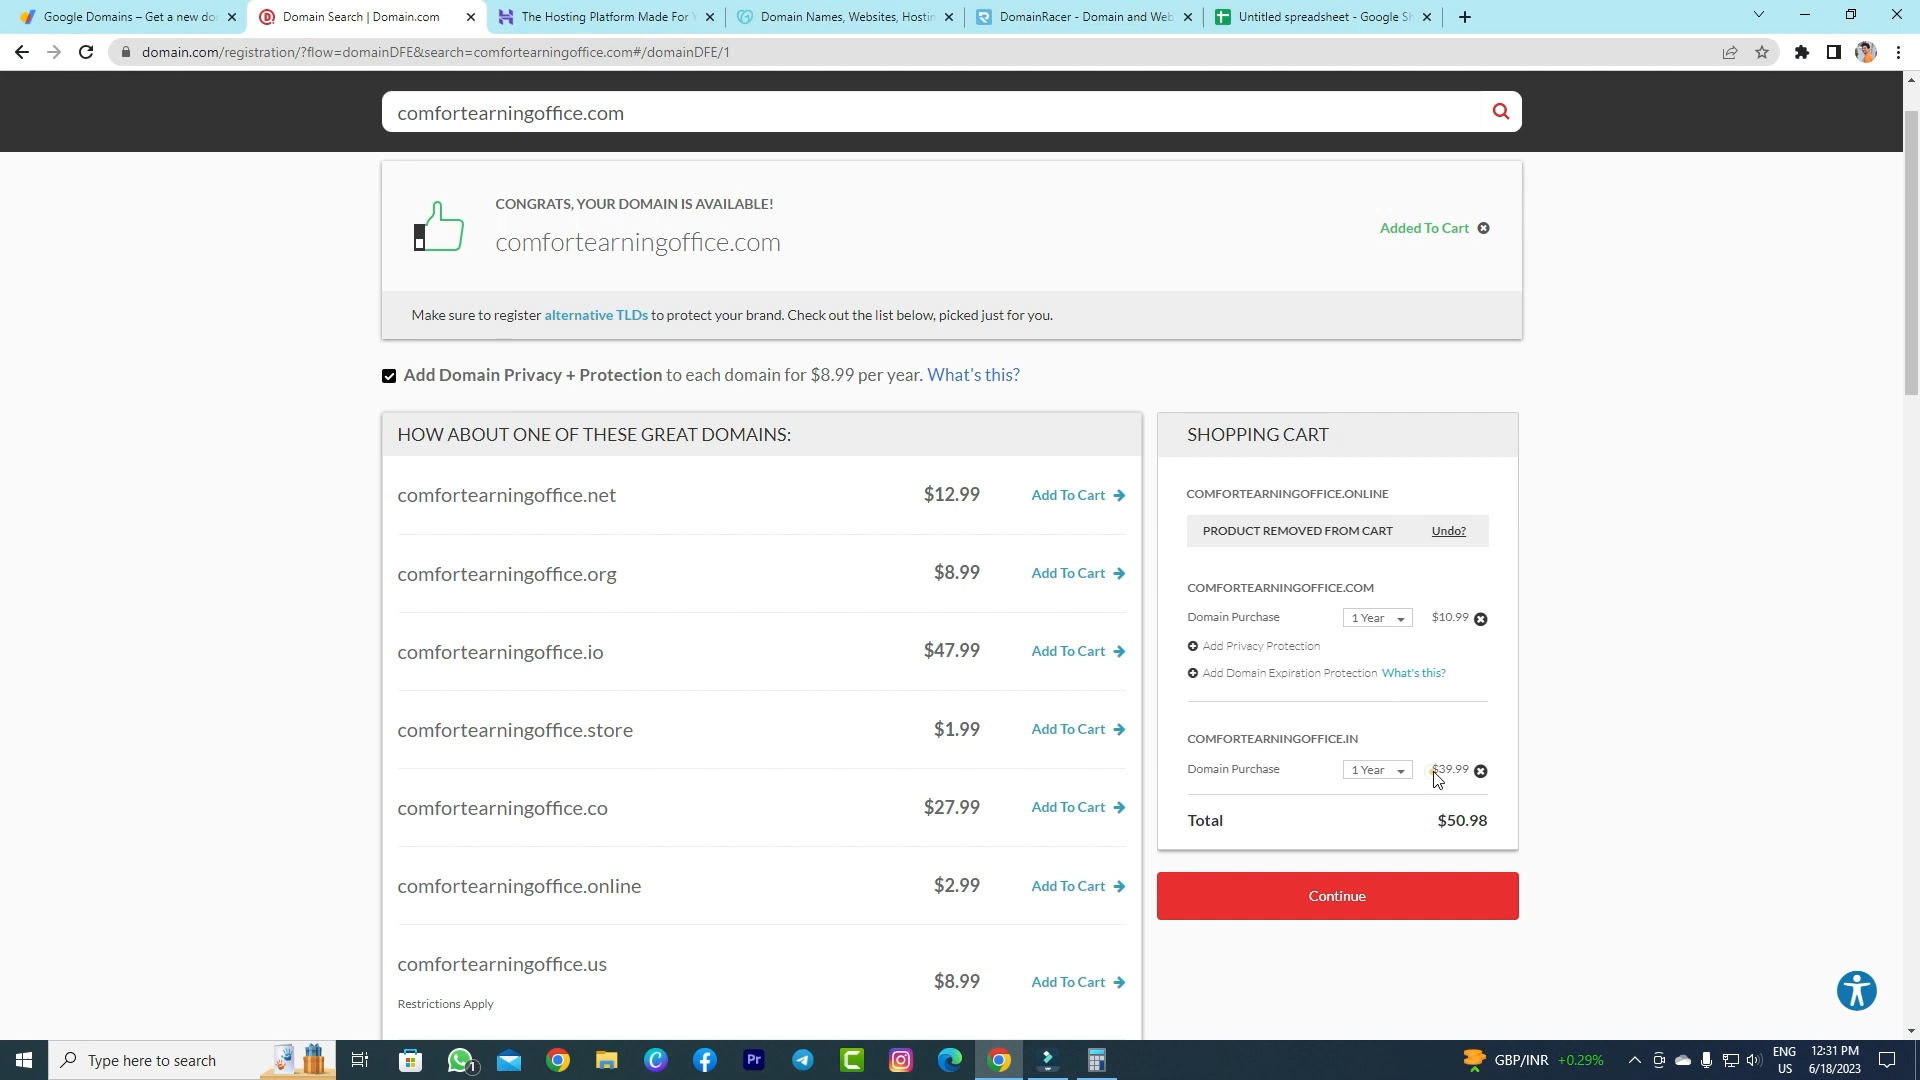 Google Domains – Get a new do
Domain Search | Domain.com
The Hosting Platform Made For Y
Domain Names, Websites, Hostin
DomainRacer - Domain and Web
Untitled spreadsheet - Google Sh
domain.com/registration/?flow=domainDFE&search=comfortearningoffice.com#/domainDFE/1
comfortearningoffice.com
CONGRATS, YOUR DOMAIN IS AVAILABLE!
comfortearningoffice.com
Added To Cart
Make sure to register alternative TLDs to protect your brand. Check out the list below, picked just for you.
Add Domain Privacy + Protection to each domain for $8.99 per year. What's this?
HOW ABOUT ONE OF THESE GREAT DOMAINS:
comfortearningoffice.net $12.99 Add To Cart
comfortearningoffice.org $8.99 Add To Cart
comfortearningoffice.io $47.99 Add To Cart
comfortearningoffice.store $1.99 Add To Cart
comfortearningoffice.co $27.99 Add To Cart
comfortearningoffice.online $2.99 Add To Cart
comfortearningoffice.us $8.99 Add To Cart
Restrictions Apply
SHOPPING CART
COMFORTEARNINGOFFICE.ONLINE
PRODUCT REMOVED FROM CART Undo?
COMFORTEARNINGOFFICE.COM
Domain Purchase 1 Year $10.99
Add Privacy Protection
Add Domain Expiration Protection What's this?
COMFORTEARNINGOFFICE.IN
Domain Purchase 1 Year $39.99
Total $50.98
Continue
Type here to search
1
Pr
GBP/INR +0.29%
ENG
US
12:31 PM
6/18/2023